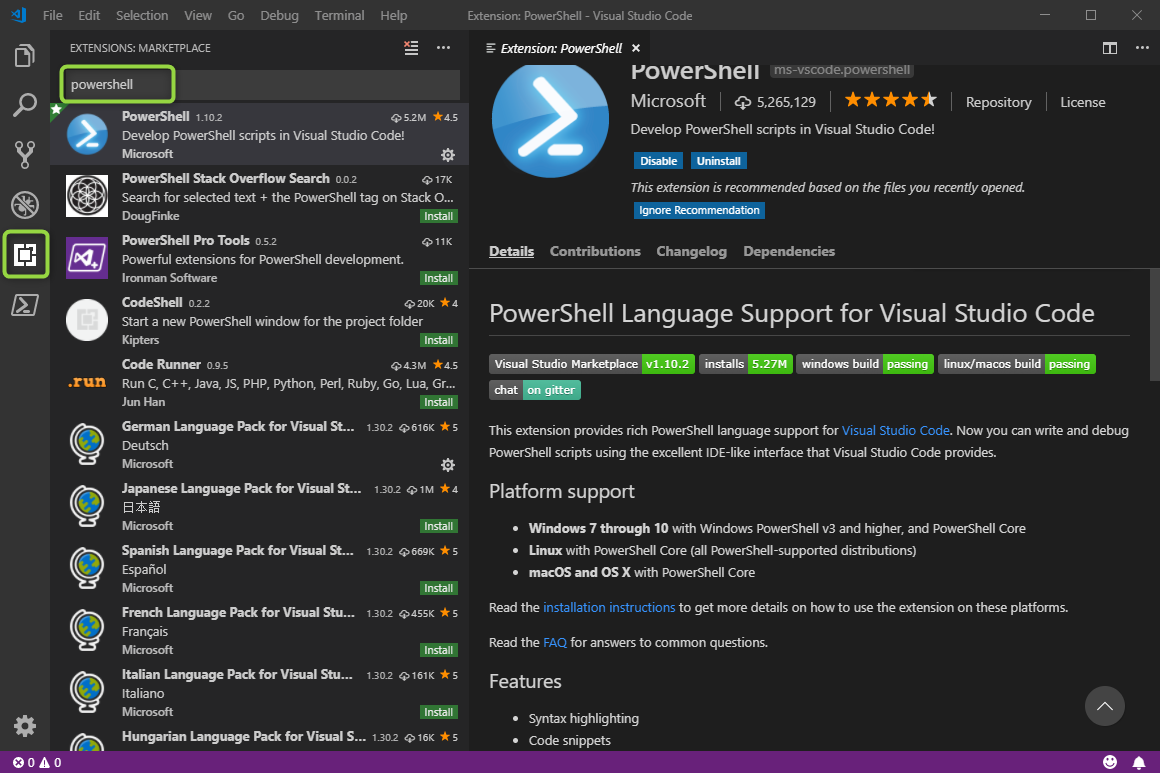 File Edit Selection View Go Debug Terminal Help
Extension: PowerShell - Visual Studio Code
EXTENSIONS: MARKETPLACE
powershell
PowerShell 1.10.2 5.2M 4.5
Develop PowerShell scripts in Visual Studio Code!
Microsoft
PowerShell Stack Overflow Search 0.0.2 17K
Search for selected text + the PowerShell tag on Stack O...
DougFinke Install
PowerShell Pro Tools 0.5.2 11K
Powerful extensions for PowerShell development.
Ironman Software Install
CodeShell 0.2.2 20K 4
Start a new PowerShell window for the project folder
Kipters Install
.run
Code Runner 0.9.5 4.3M 4.5
Run C, C++, Java, JS, PHP, Python, Perl, Ruby, Go, Lua, Gr...
Jun Han Install
German Language Pack for Visual St... 1.30.2 616K 5
Deutsch
Microsoft
Japanese Language Pack for Visual St... 1.30.2 1M 4
日本語
Microsoft Install
Spanish Language Pack for Visual St... 1.30.2 669K 5
Español
Microsoft Install
French Language Pack for Visual Stu... 1.30.2 455K 5
Français
Microsoft Install
Italian Language Pack for Visual Stu... 1.30.2 161K 5
Italiano
Microsoft Install
Hungarian Language Pack for Visual S... 1.30.2 16K 5
Extension: PowerShell
PowerShell ms-vscode.powershell
Microsoft 5,265,129 Repository License
Develop PowerShell scripts in Visual Studio Code!
Disable Uninstall
This extension is recommended based on the files you recently opened.
Ignore Recommendation
Details Contributions Changelog Dependencies
PowerShell Language Support for Visual Studio Code
Visual Studio Marketplace v1.10.2 installs 5.27M windows build passing linux/macos build passing
chat on gitter
This extension provides rich PowerShell language support for Visual Studio Code. Now you can write and debug
PowerShell scripts using the excellent IDE-like interface that Visual Studio Code provides.
Platform support
• Windows 7 through 10 with Windows PowerShell v3 and higher, and PowerShell Core
• Linux with PowerShell Core (all PowerShell-supported distributions)
• macOS and OS X with PowerShell Core
Read the installation instructions to get more details on how to use the extension on these platforms.
Read the FAQ for answers to common questions.
Features
• Syntax highlighting
• Code snippets
0 0